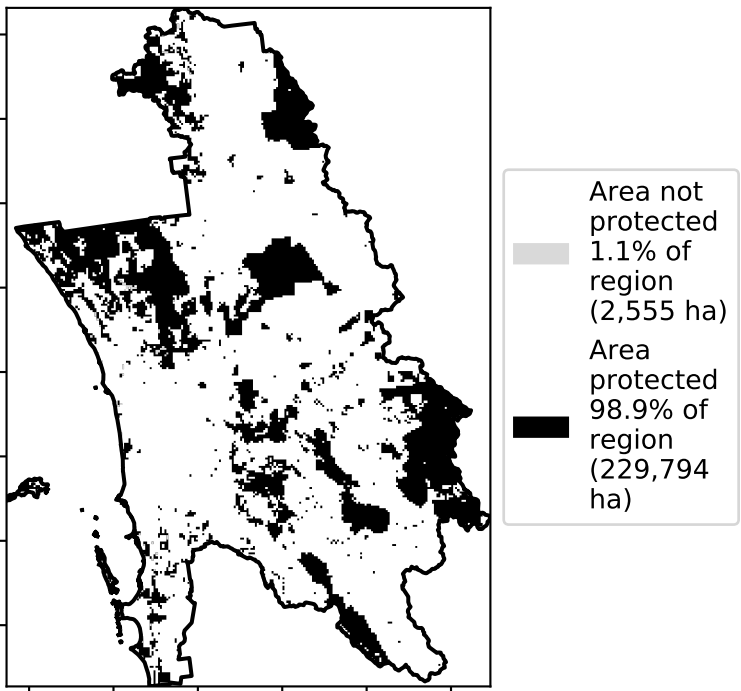 Area not
protected
1.1% of
region
(2,555 ha)
Area
protected
98.9% of
region
(229,794
ha)